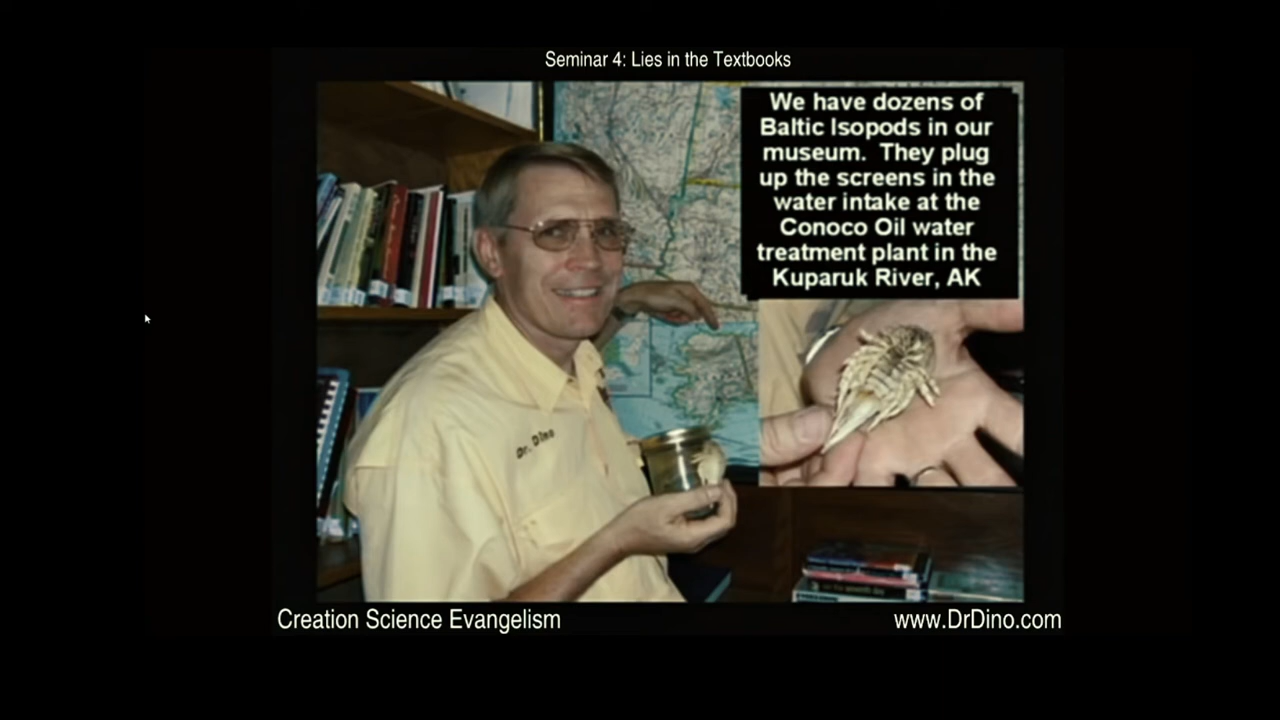 Seminar 4: Lies in the Textbooks
We have dozens of
Baltic Isopods in our
museum.  They plug
up the screens in the
water intake at the
Conoco Oil water
treatment plant in the
Kuparuk River, AK
Dr. Dino
Creation Science Evangelism
www.DrDino.com